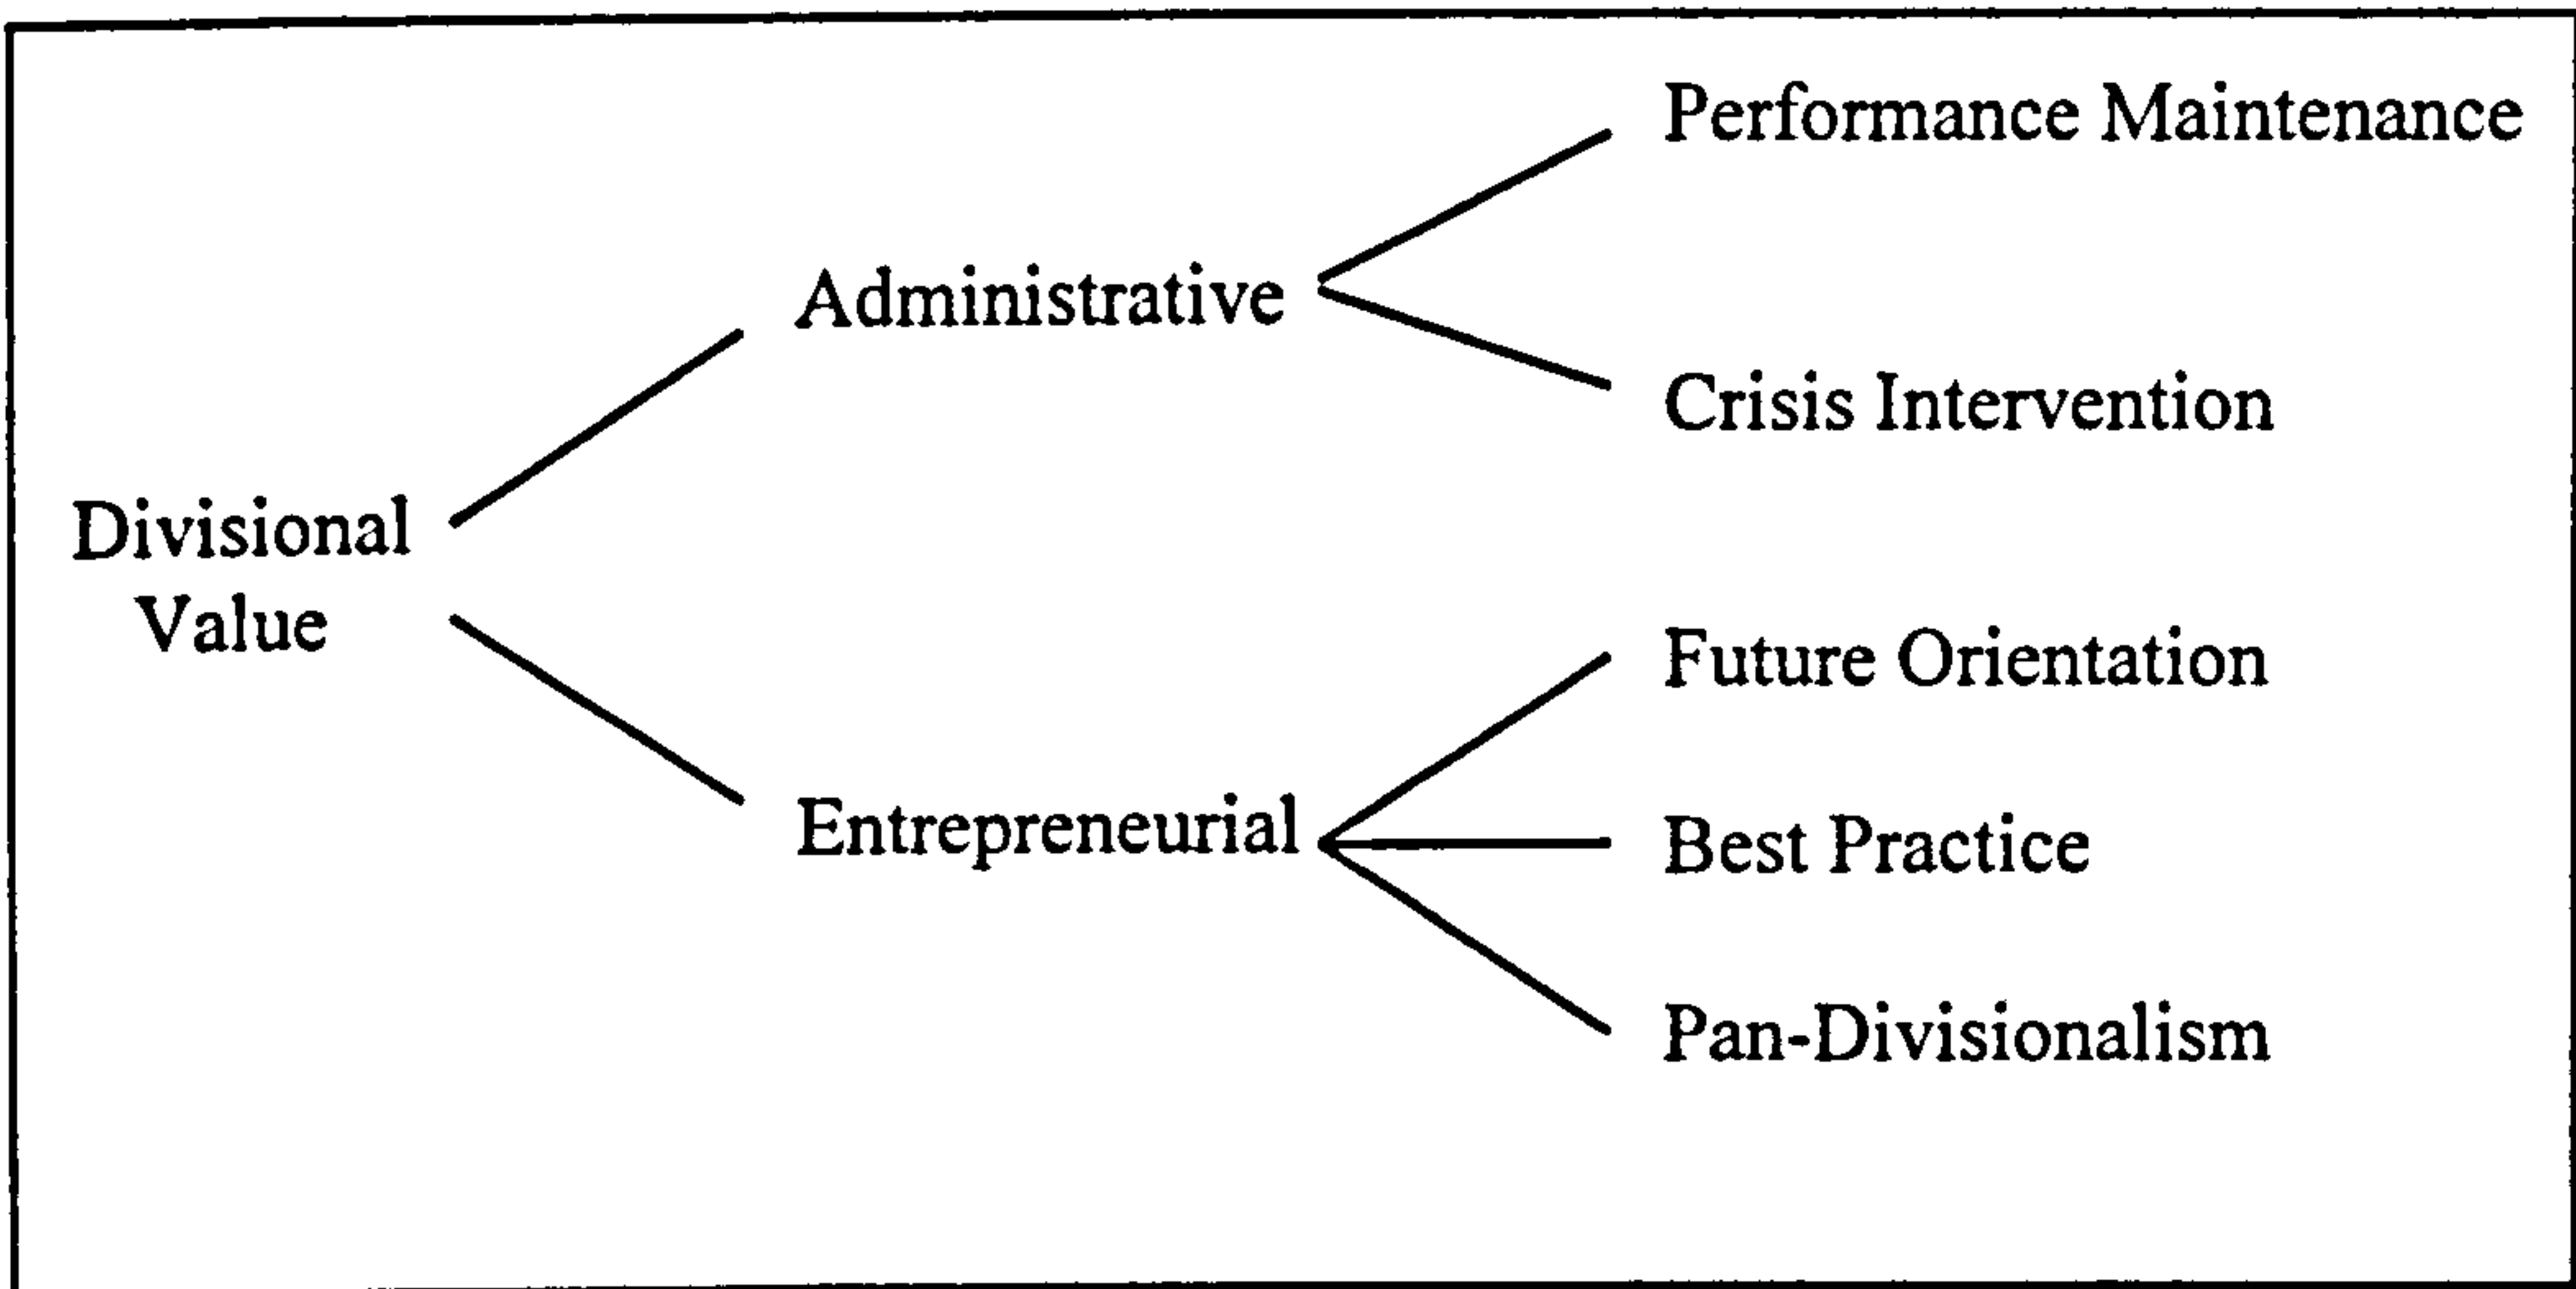 Performance Maintenance
Administrative
Crisis Intervention
Divisional
Value
Future Orientation
Entrepreneurial
Best Practice
Pan-Divisionalism